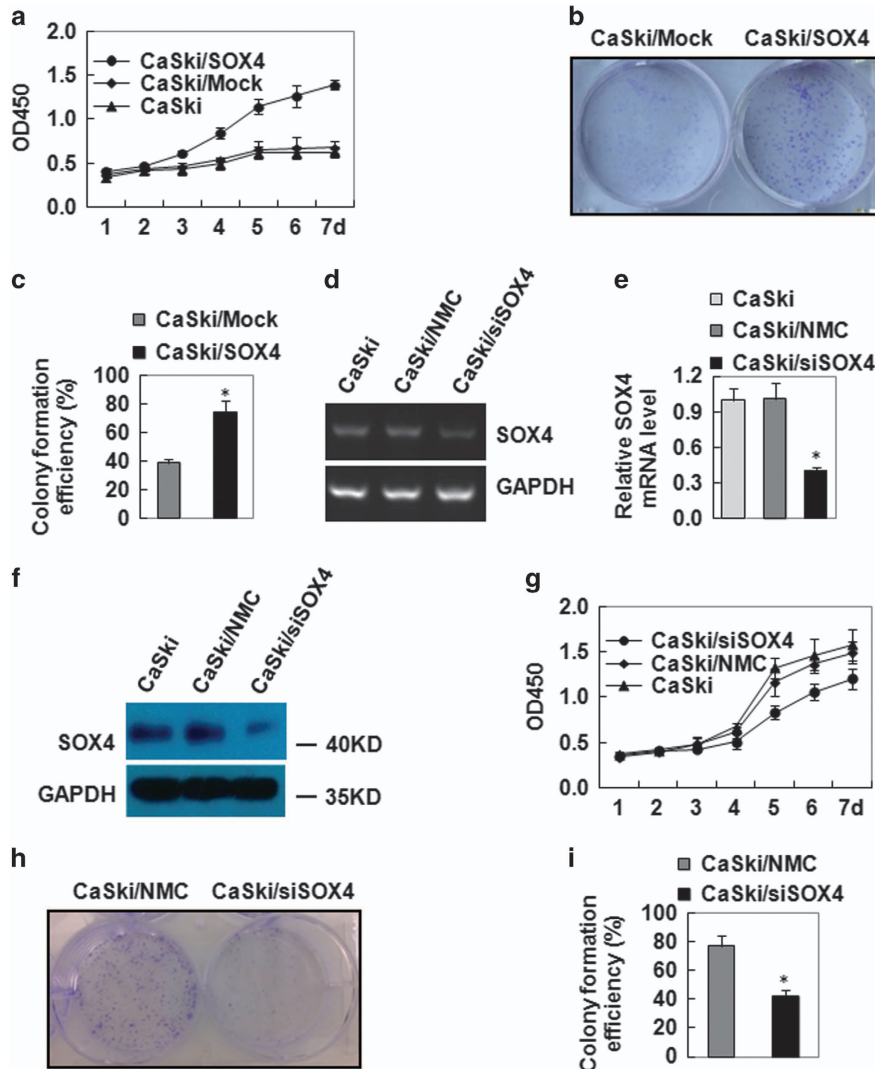 a
CaSki/SOX4
CaSki/Mock
CaSki
OD450
2.0
1.5
1.0
0.5
0.0
1 2 3 4 5 6 7d
b
CaSki/Mock CaSki/SOX4
c
CaSki/Mock
CaSki/SOX4
Colony formation
efficiency (%)
100
80
60
40
20
0
*
d
CaSki CaSki/NMC CaSki/siSOX4
SOX4
GAPDH
e
CaSki
CaSki/NMC
CaSki/siSOX4
Relative SOX4
mRNA level
1.2
0.9
0.6
0.3
0.0
*
f
CaSki CaSki/NMC CaSki/siSOX4
SOX4 40KD
GAPDH 35KD
g
CaSki/siSOX4
CaSki/NMC
CaSki
OD450
2.0
1.5
1.0
0.5
0.0
1 2 3 4 5 6 7d
h
CaSki/NMC CaSki/siSOX4
i
CaSki/NMC
CaSki/siSOX4
Colony formation
efficiency (%)
100
80
60
40
20
0
*